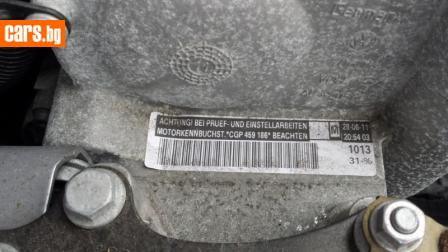 cars.bg
ACHTUNG! BEI PRUEF- UND EINSTELLARBEITEN
MOTORKENNBUCHST. *CGP 459 186* BEACHTEN
28-06-11
20:54 03
1013
31-%